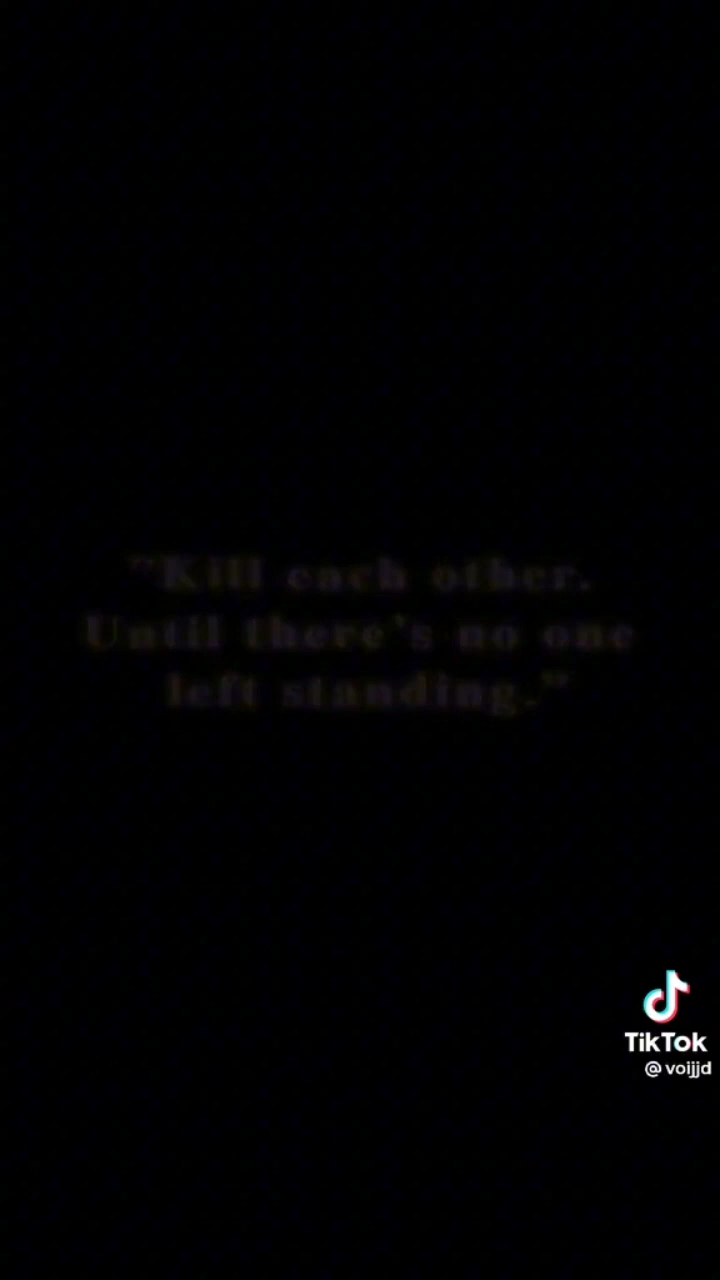 "Kill each other.
Until there's no one
left standing."
TikTok
@voijjd